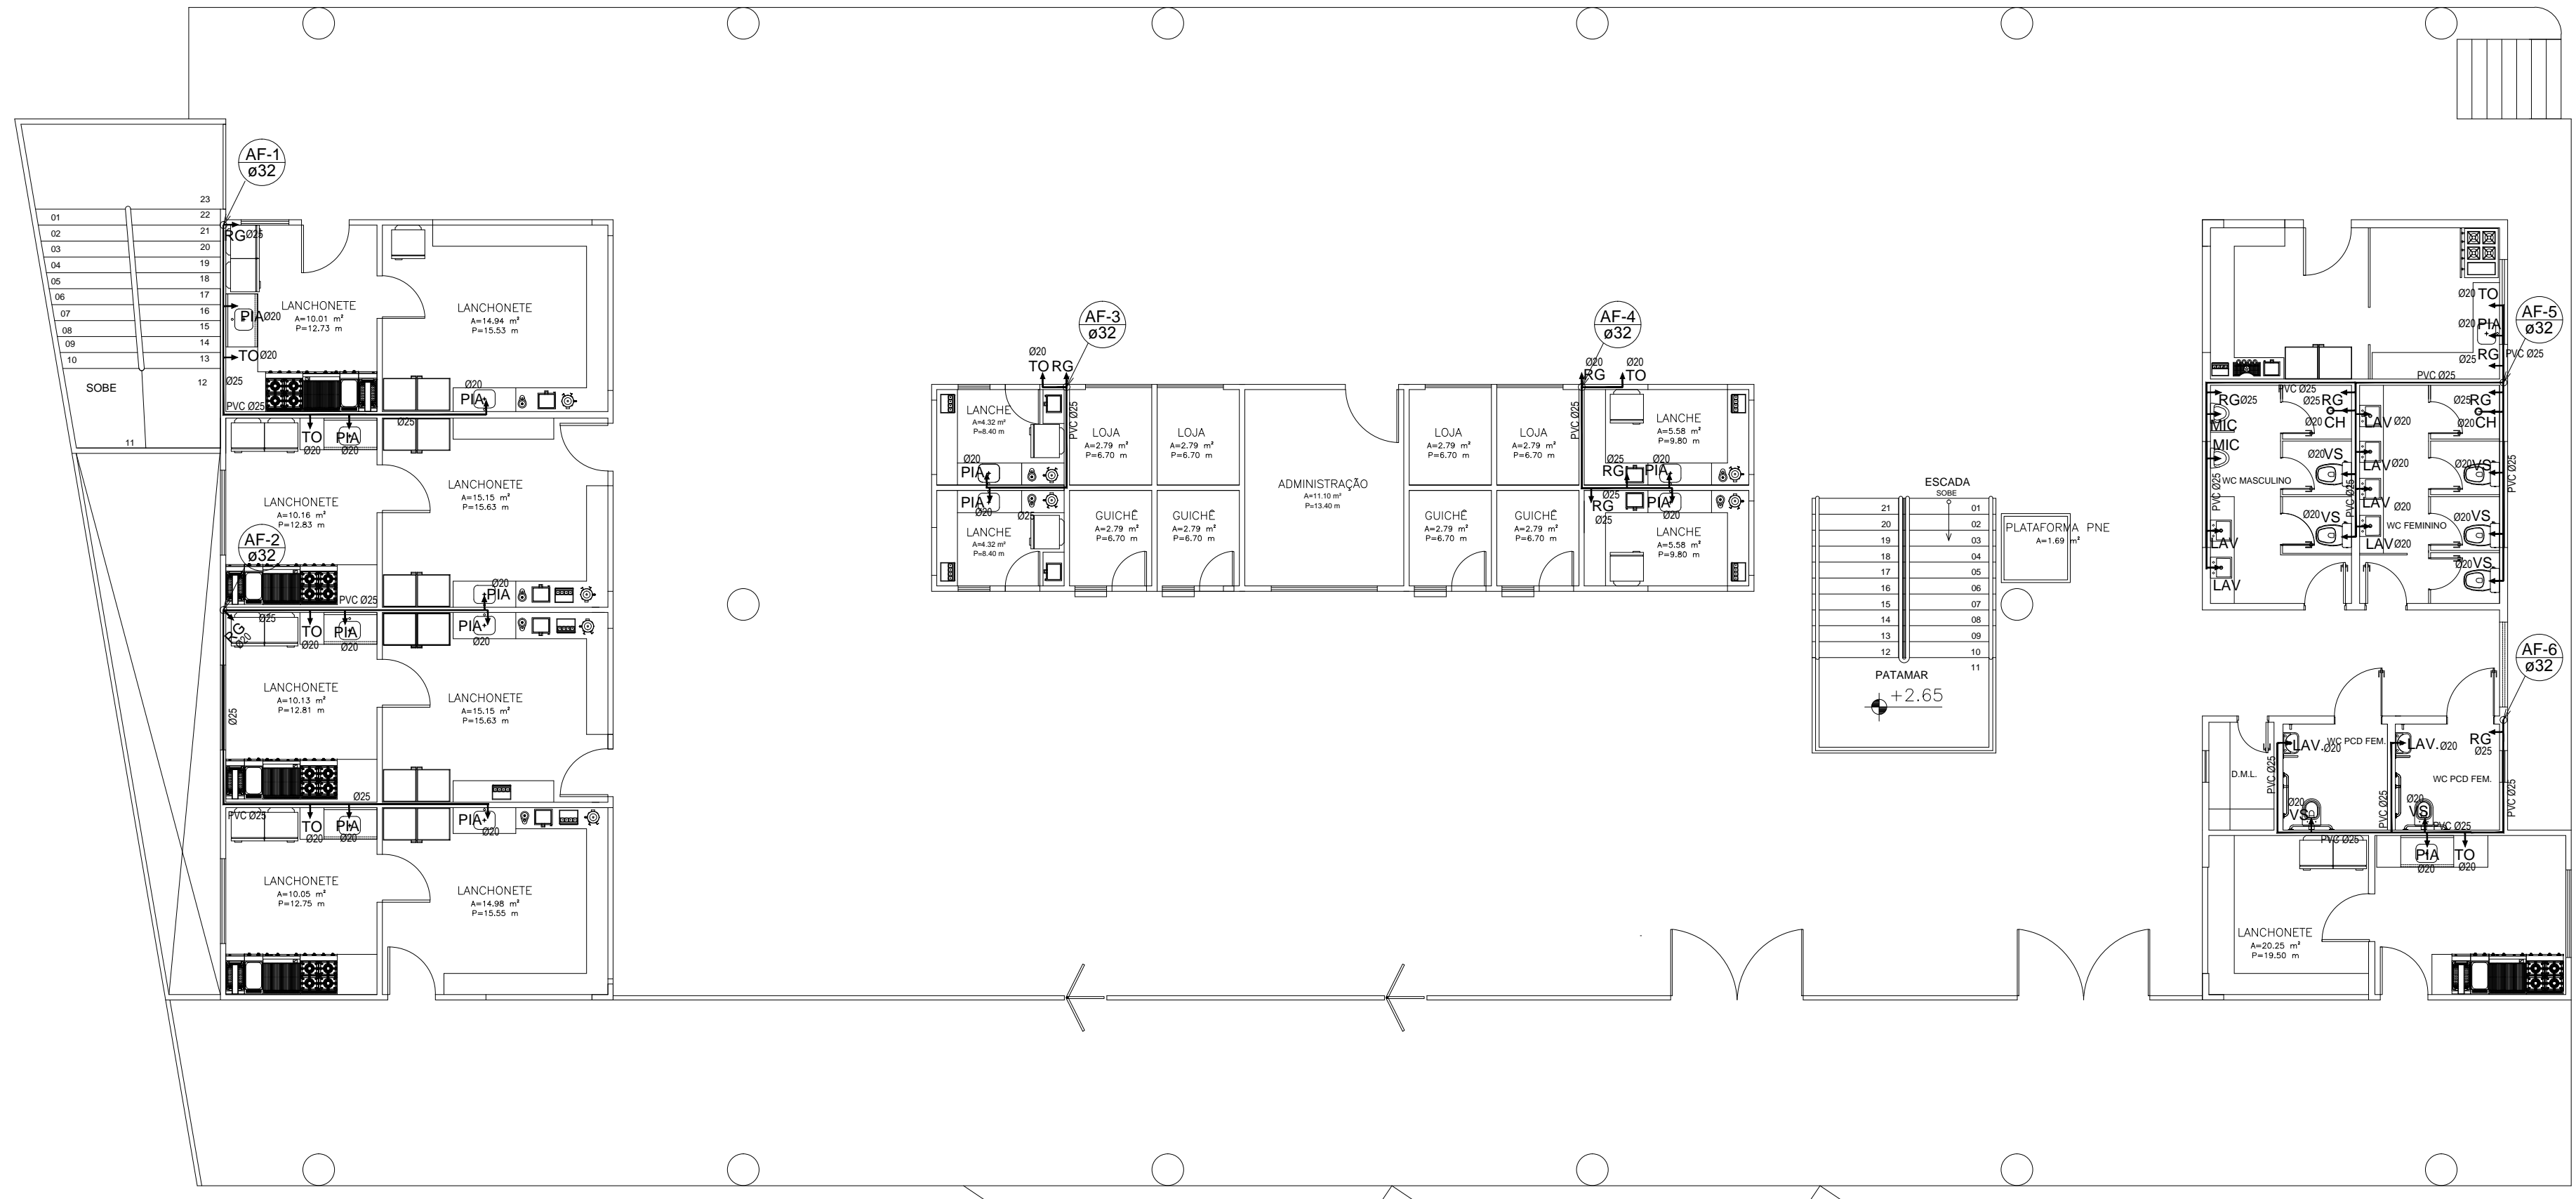 AF-1
ø32
23
22
21
20
19
18
17
16
15
14
13
12
01
02
03
04
05
06
07
08
09
10
SOBE
11
RG Ø25
PIA Ø20
TO Ø20
Ø25
PVC Ø25
LANCHONETE
A=10.01 m²
P=12.73 m
LANCHONETE
A=14.94 m²
P=15.53 m
Ø20
PIA
TO
Ø20
PIA
Ø20
Ø25
LANCHONETE
A=10.16 m²
P=12.83 m
LANCHONETE
A=15.15 m²
P=15.63 m
AF-2
ø32
PVC Ø25
Ø20
PIA
Ø25
RG
Ø20
TO
Ø20
PIA
Ø20
PIA
Ø20
LANCHONETE
A=10.13 m²
P=12.81 m
LANCHONETE
A=15.15 m²
P=15.63 m
Ø25
Ø25
PVC Ø25
TO
Ø20
PIA
Ø20
PIA
Ø20
LANCHONETE
A=10.05 m²
P=12.75 m
LANCHONETE
A=14.98 m²
P=15.55 m
AF-3
ø32
Ø20
TO RG
PVC Ø25
LANCHE
A=4.32 m²
P=8.40 m
Ø20
PIA
PIA
Ø20
Ø25
LANCHE
A=4.32 m²
P=8.40 m
LOJA
A=2.79 m²
P=6.70 m
LOJA
A=2.79 m²
P=6.70 m
GUICHÊ
A=2.79 m²
P=6.70 m
GUICHÊ
A=2.79 m²
P=6.70 m
ADMINISTRAÇÃO
A=11.10 m²
P=13.40 m
LOJA
A=2.79 m²
P=6.70 m
LOJA
A=2.79 m²
P=6.70 m
GUICHÊ
A=2.79 m²
P=6.70 m
GUICHÊ
A=2.79 m²
P=6.70 m
AF-4
ø32
Ø20
RG
Ø20
TO
PVC Ø25
LANCHE
A=5.58 m²
P=9.80 m
Ø25
RG
Ø20
PIA
Ø25
RG
PIA
Ø20
LANCHE
A=5.58 m²
P=9.80 m
ESCADA
SOBE
21
20
19
18
17
16
15
14
13
12
01
02
03
04
05
06
07
08
09
10
11
PATAMAR
+2.65
PLATAFORMA PNE
A=1.69 m²
AF-5
ø32
Ø20 TO
Ø20 PIA
Ø25 RG
PVC Ø25
PVC Ø25
PVC Ø25
RG Ø25
MIC
MIC
WC MASCULINO
PVC Ø25
LAV
LAV
Ø25 RG
Ø20 CH
Ø20 VS
Ø20 VS
PVC Ø25
LAV Ø20
LAV Ø20
LAV Ø20
LAV Ø20
WC FEMININO
Ø25 RG
Ø20 CH
Ø20 VS
Ø20 VS
Ø20 VS
PVC Ø25
AF-6
ø32
D.M.L.
LAV. Ø20
WC PCD FEM.
PVC Ø25
Ø20
VS
LAV. Ø20
RG
Ø25
WC PCD FEM.
PVC Ø25
Ø20
VS
PVC Ø25
PVC Ø25
PVC Ø25
PIA
Ø20
TO
Ø20
LANCHONETE
A=20.25 m²
P=19.50 m